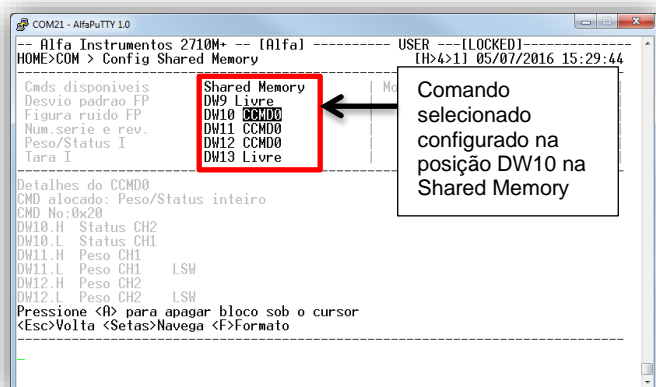 COM21 - AlfaPuTTY 1.0
-- Alfa Instrumentos 2710M+ -- [Alfa] ---------- USER ---[LOCKED]--------------
HOME>COM > Config Shared Memory [H>4>1] 05/07/2016 15:29:44
Cmds disponiveis Shared Memory | Mo
Desvio padrao FP DW9 Livre
Figura ruido FP DW10 CCMD0
Num.serie e rev. DW11 CCMD0
Peso/Status I DW12 CCMD0
Tara I DW13 Livre
Comando
selecionado
configurado na
posição DW10 na
Shared Memory
Detalhes do CCMD0
CMD alocado: Peso/Status inteiro
CMD No:0x20
DW10.H Status CH2
DW10.L Status CH1
DW11.H Peso CH1
DW11.L Peso CH1 LSW
DW12.H Peso CH2
DW12.L Peso CH2 LSW
Pressione <A> para apagar bloco sob o cursor
<Esc>Volta <Setas>Navega <F>Formato